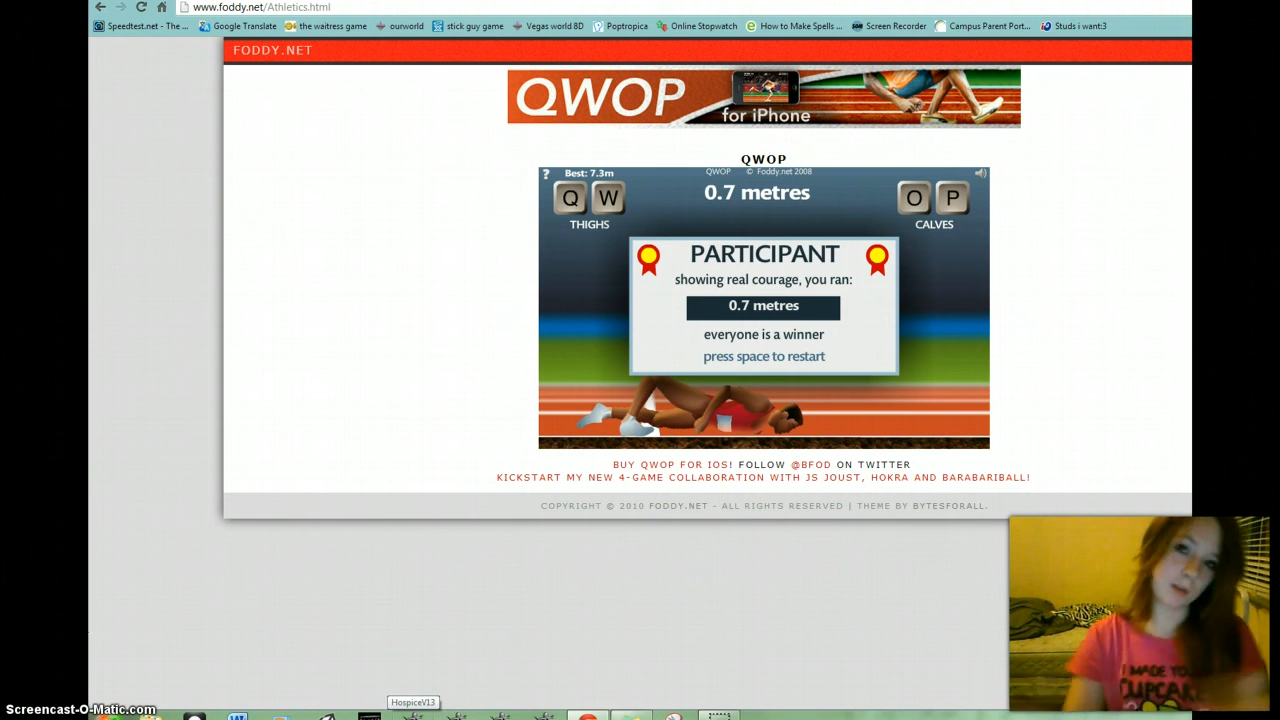 www.foddy.net/Athletics.html
Speedtest.net - The ...
Google Translate
the waitress game
ourworld
stick guy game
Vegas world 8D
Poptropica
Online Stopwatch
How to Make Spells ...
Screen Recorder
Campus Parent Port...
Studs i want:3
FODDY.NET
QWOP
for iPhone
QWOP
Best: 7.3m
QWOP © Foddy.net 2008
?
0.7 metres
Q W
O P
THIGHS
CALVES
PARTICIPANT
showing real courage, you ran:
0.7 metres
everyone is a winner
press space to restart
BUY QWOP FOR IOS! FOLLOW @BFOD ON TWITTER
KICKSTART MY NEW 4-GAME COLLABORATION WITH JS JOUST, HOKRA AND BARABARIBALL!
COPYRIGHT © 2010 FODDY.NET - ALL RIGHTS RESERVED | THEME BY BYTESFORALL.
I MADE YOU
CUPCAKE
HospiceV13
Screencast-O-Matic.com